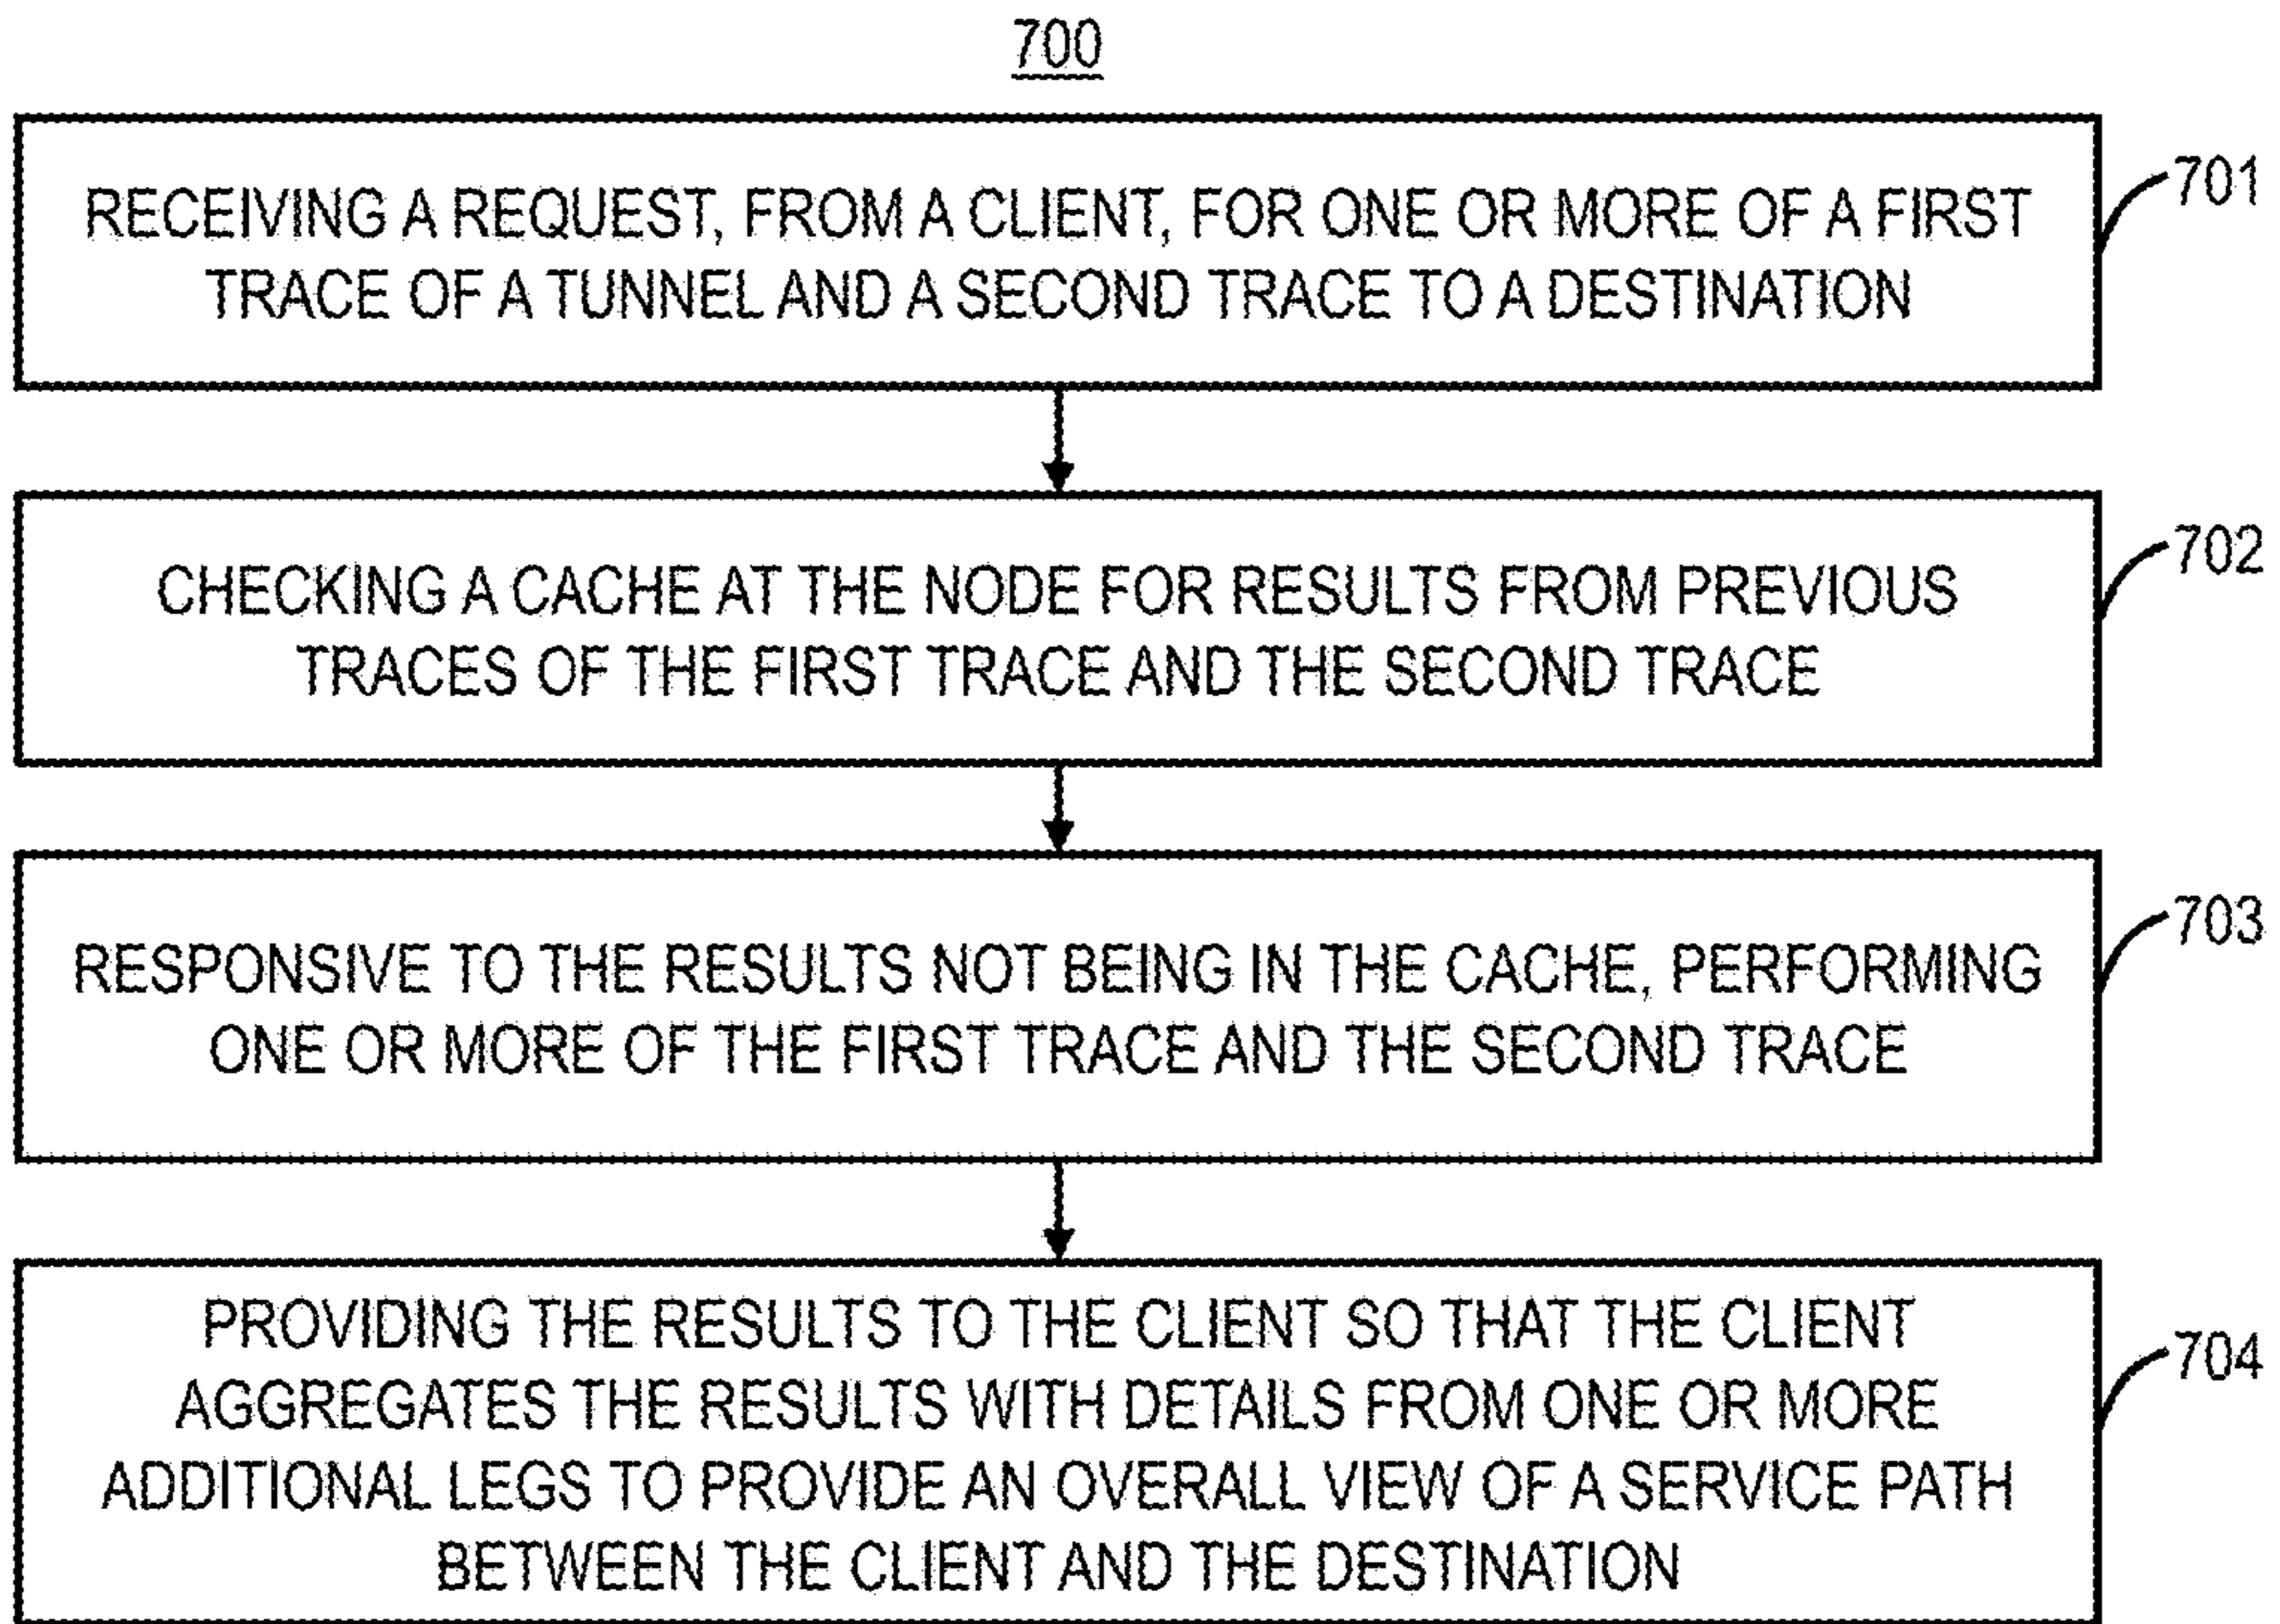 700
RECEIVING A REQUEST, FROM A CLIENT, FOR ONE OR MORE OF A FIRST
TRACE OF A TUNNEL AND A SECOND TRACE TO A DESTINATION
701
CHECKING A CACHE AT THE NODE FOR RESULTS FROM PREVIOUS
TRACES OF THE FIRST TRACE AND THE SECOND TRACE
702
RESPONSIVE TO THE RESULTS NOT BEING IN THE CACHE, PERFORMING
ONE OR MORE OF THE FIRST TRACE AND THE SECOND TRACE
703
PROVIDING THE RESULTS TO THE CLIENT SO THAT THE CLIENT
AGGREGATES THE RESULTS WITH DETAILS FROM ONE OR MORE
ADDITIONAL LEGS TO PROVIDE AN OVERALL VIEW OF A SERVICE PATH
BETWEEN THE CLIENT AND THE DESTINATION
704